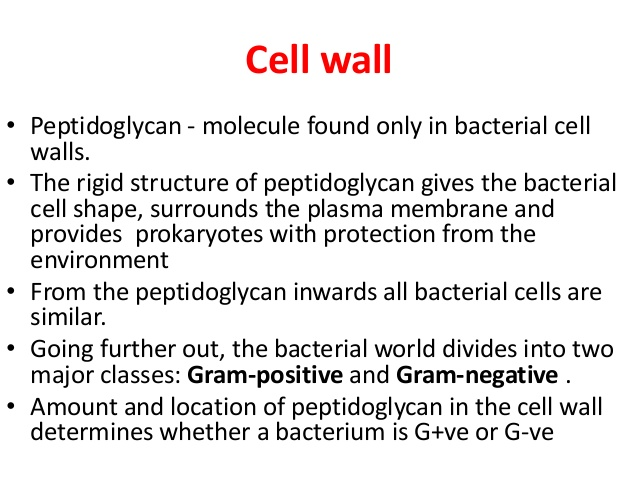 Cell wall
• Peptidoglycan - molecule found only in bacterial cell
walls.
• The rigid structure of peptidoglycan gives the bacterial
cell shape, surrounds the plasma membrane and
provides  prokaryotes with protection from the
environment
• From the peptidoglycan inwards all bacterial cells are
similar.
• Going further out, the bacterial world divides into two
major classes: Gram-positive and Gram-negative .
• Amount and location of peptidoglycan in the cell wall
determines whether a bacterium is G+ve or G-ve